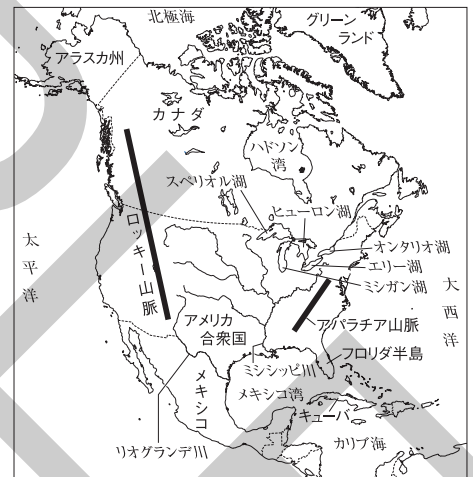 北極海
グリーン
ランド
アラスカ州
カナダ
ハドソン
湾
スペリオル湖
ヒューロン湖
太平洋
ロッキー山脈
オンタリオ湖
エリー湖
ミシガン湖
大西洋
アメリカ
合衆国
アパラチア山脈
ミシシッピ川
フロリダ半島
メキシコ
メキシコ湾
キューバ
リオグランデ川
カリブ海